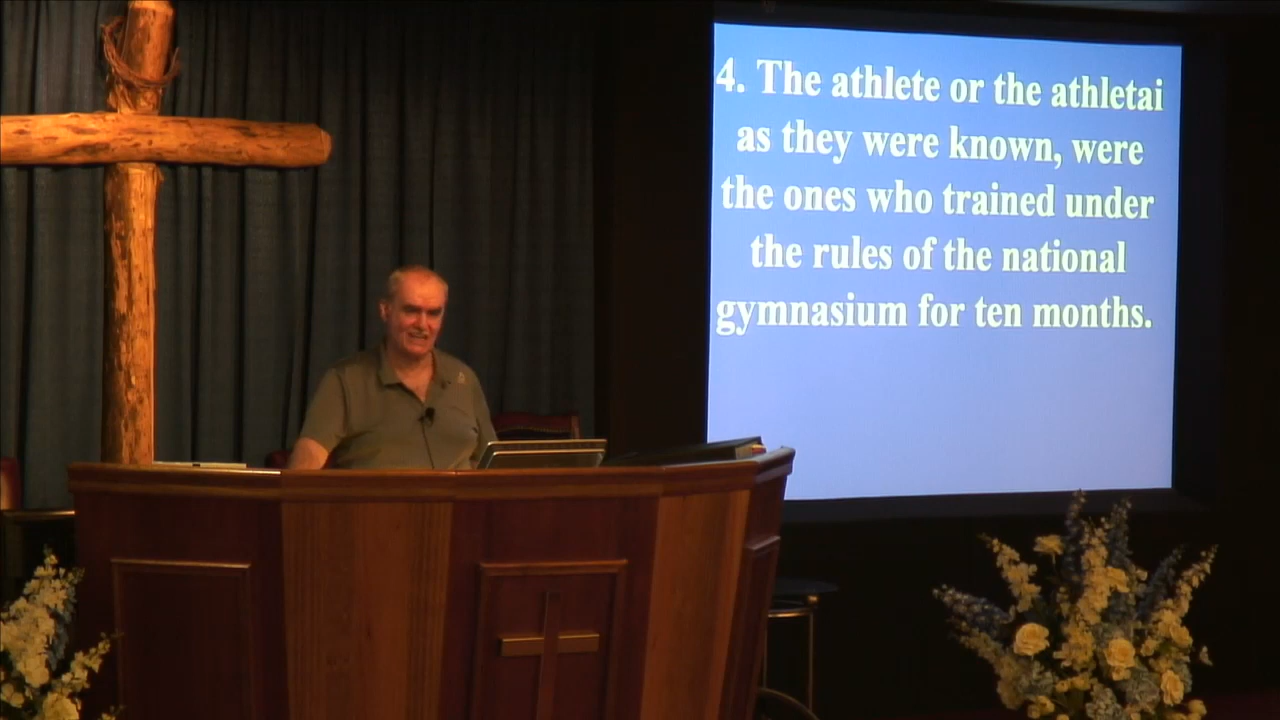 4. The athlete or the athletai
as they were known, were
the ones who trained under
the rules of the national
gymnasium for ten months.